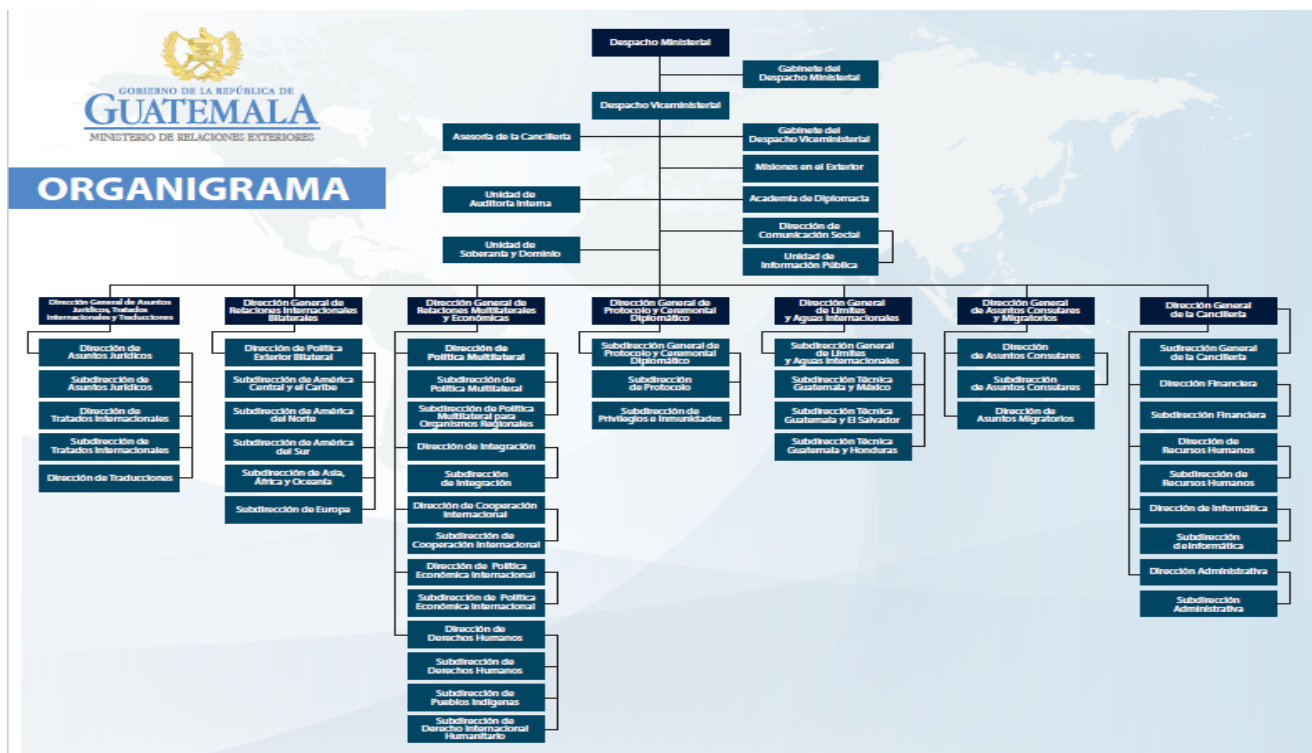 GOBIERNO DE LA REPÚBLICA DE
GUATEMALA
MINISTERIO DE RELACIONES EXTERIORES
ORGANIGRAMA
Despacho Ministerial
Gabinete del
Despacho Ministerial
Despacho Viceministerial
Asesoría de la Cancillería
Gabinete del
Despacho Viceministerial
Misiones en el Exterior
Unidad de
Auditoría Interna
Academia de Diplomacia
Dirección de
Comunicación Social
Unidad de
Soberanía y Dominio
Unidad de
Información Pública
Dirección General de Asuntos
Jurídicos, Tratados
Internacionales y Traducciones
Dirección de
Asuntos Jurídicos
Subdirección de
Asuntos Jurídicos
Dirección de
Tratados Internacionales
Subdirección de
Tratados Internacionales
Dirección de Traducciones
Dirección General de
Relaciones Internacionales
Bilaterales
Dirección de Política
Exterior Bilateral
Subdirección de América
Central y el Caribe
Subdirección de América
del Norte
Subdirección de América
del Sur
Subdirección de Asia,
África y Oceanía
Subdirección de Europa
Dirección General de
Relaciones Multilaterales
y Económicas
Dirección de
Política Multilateral
Subdirección de
Política Multilateral
Subdirección de Política
Multilateral para
Organismos Regionales
Dirección de Integración
Subdirección
de Integración
Dirección de Cooperación
Internacional
Subdirección de
Cooperación Internacional
Dirección de Política
Económica Internacional
Subdirección de Política
Económica Internacional
Dirección de
Derechos Humanos
Subdirección de
Derechos Humanos
Subdirección de
Pueblos Indígenas
Subdirección de
Derecho Internacional
Humanitario
Dirección General de
Protocolo y Ceremonial
Diplomático
Subdirección General de
Protocolo y Ceremonial
Diplomático
Subdirección
de Protocolo
Subdirección de
Privilegios e Inmunidades
Dirección General
de Límites
y Aguas Internacionales
Subdirección General
de Límites
y Aguas Internacionales
Subdirección Técnica
Guatemala y México
Subdirección Técnica
Guatemala y El Salvador
Subdirección Técnica
Guatemala y Honduras
Dirección General
de Asuntos Consulares
y Migratorios
Dirección
de Asuntos Consulares
Subdirección
de Asuntos Consulares
Dirección de
Asuntos Migratorios
Dirección General
de la Cancillería
Sudirección General
de la Cancillería
Dirección Financiera
Subdirección Financiera
Dirección de
Recursos Humanos
Subdirección de
Recursos Humanos
Dirección de Informática
Subdirección
de Informática
Dirección Administrativa
Subdirección
Administrativa